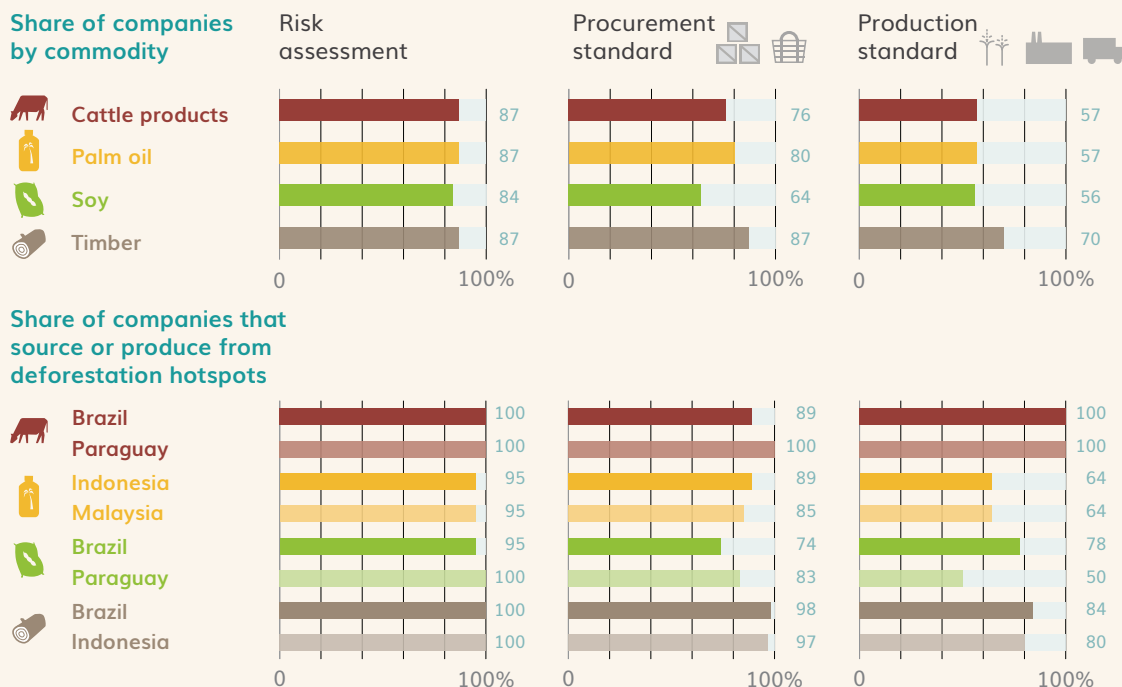 Share of companies
by commodity
Risk
assessment
Procurement
standard
Production
standard
Cattle products 87 76 57
Palm oil 87 80 57
Soy 84 64 56
Timber 87 87 70
0 100% 0 100% 0 100%
Share of companies that
source or produce from
deforestation hotspots
Brazil 100 89 100
Paraguay 100 100 100
Indonesia 95 89 64
Malaysia 95 85 64
Brazil 95 74 78
Paraguay 100 83 50
Brazil 100 98 84
Indonesia 100 97 80
0 100% 0 100% 0 100%